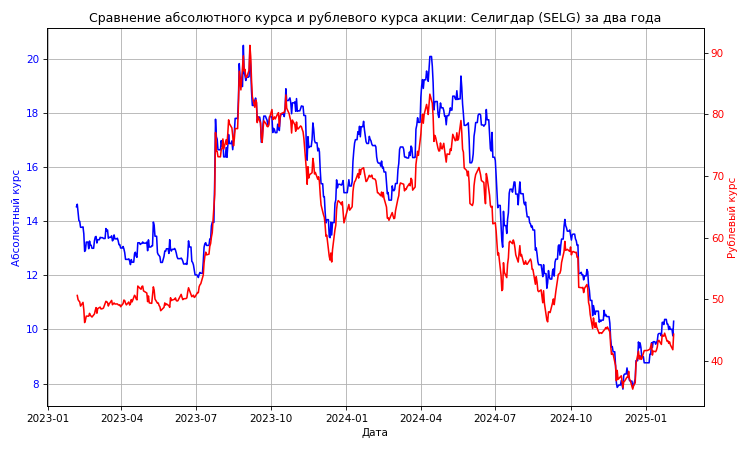 Сравнение абсолютного курса и рублевого курса акции: Селигдар (SELG) за два года
Абсолютный курс
20
18
16
14
12
10
8
90
80
70
60
50
40
Рублевый курс
2023-01 2023-04 2023-07 2023-10 2024-01 2024-04 2024-07 2024-10 2025-01
Дата